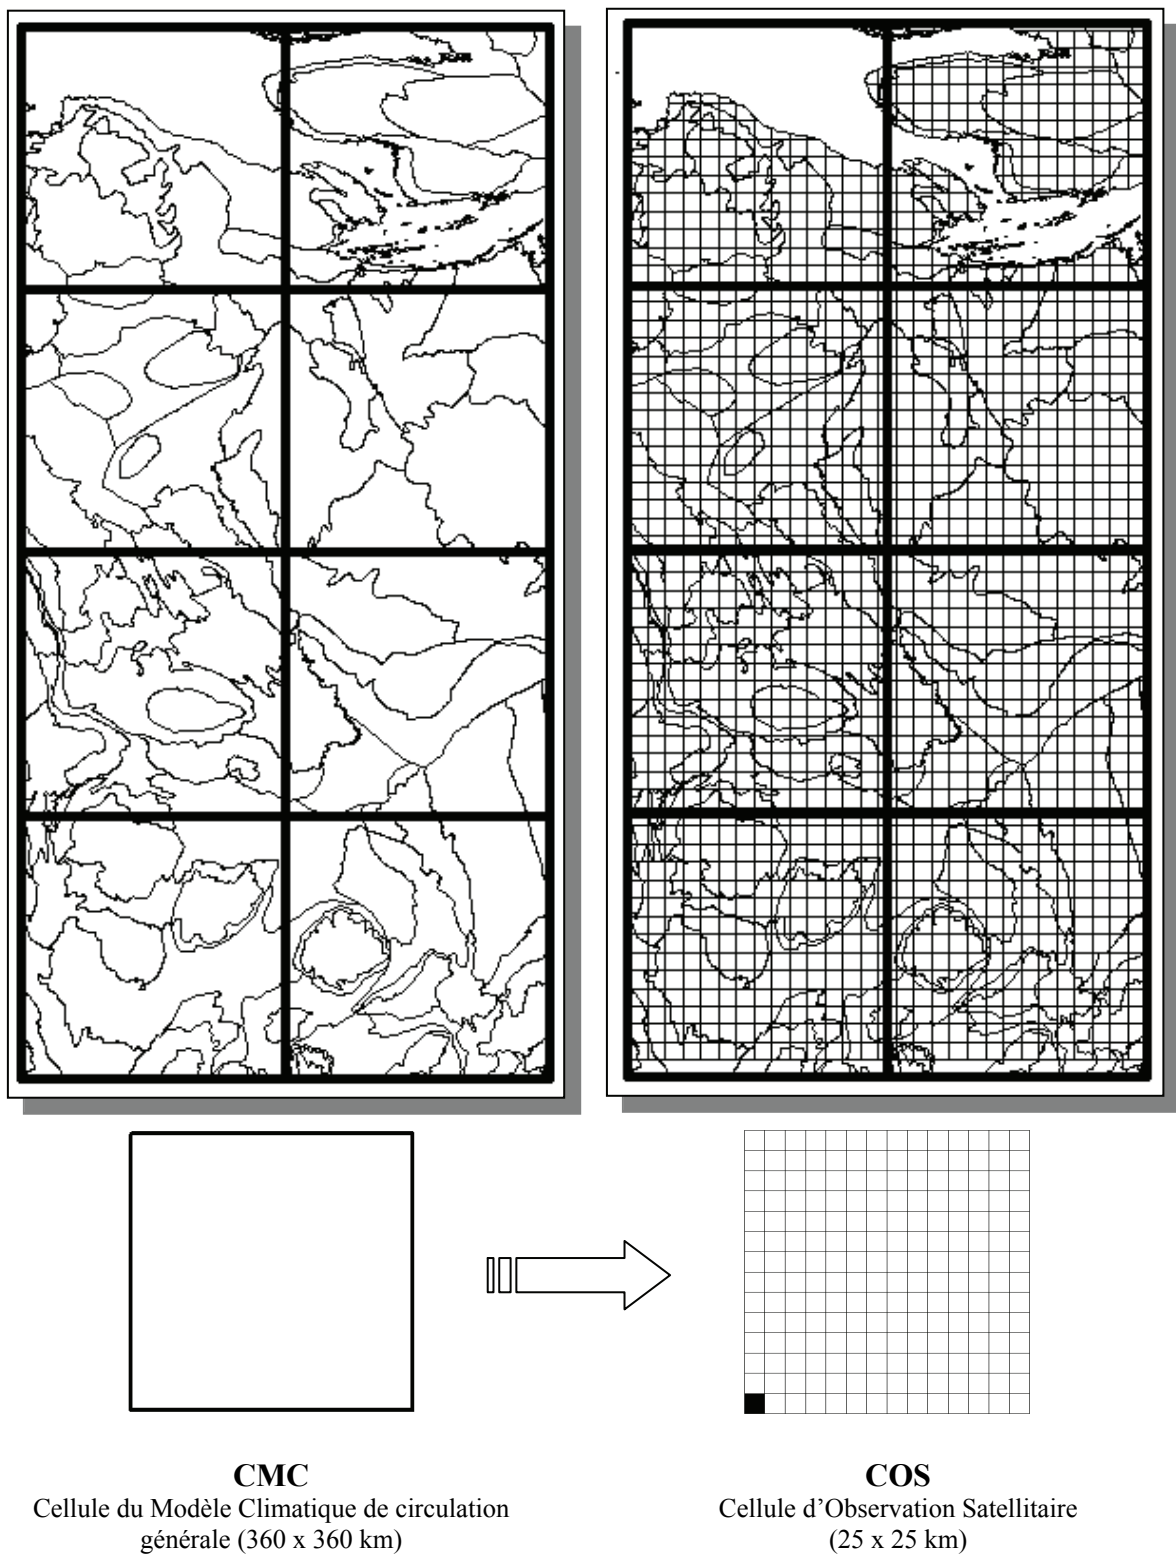 CMC
Cellule du Modèle Climatique de circulation
générale (360 x 360 km)
COS
Cellule d’Observation Satellitaire
(25 x 25 km)